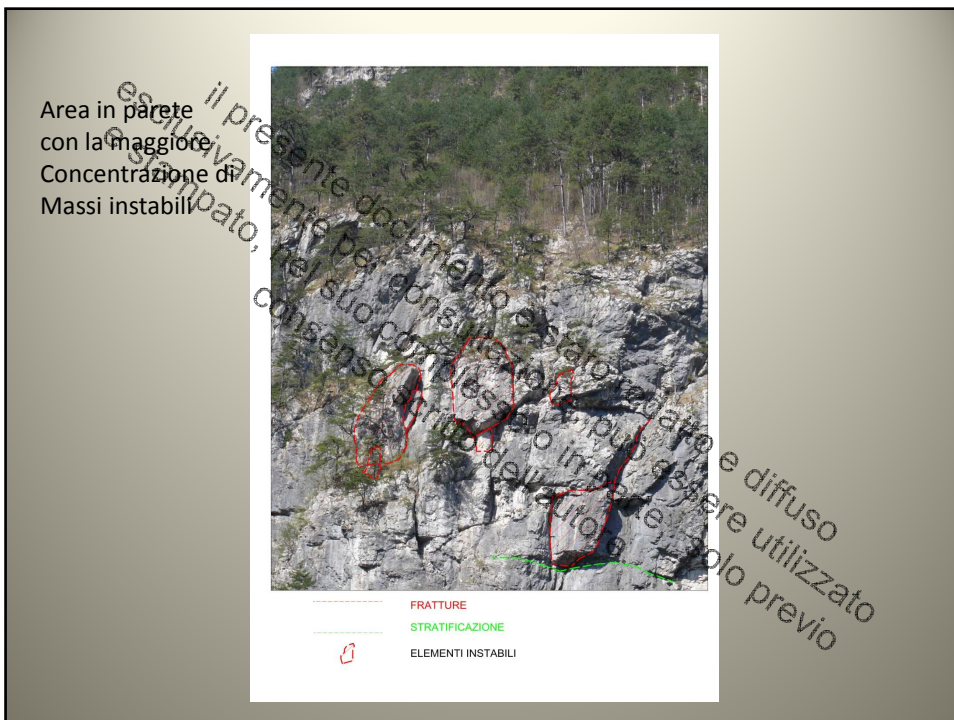 Area in parete
con la maggiore
Concentrazione di
Massi instabili
il presente documento è stato redatto e diffuso
esclusivamente per consultazione e può essere utilizzato
e stampato, nel suo complesso o in parte, solo previo
consenso scritto dell'autore
FRATTURE
STRATIFICAZIONE
ELEMENTI INSTABILI